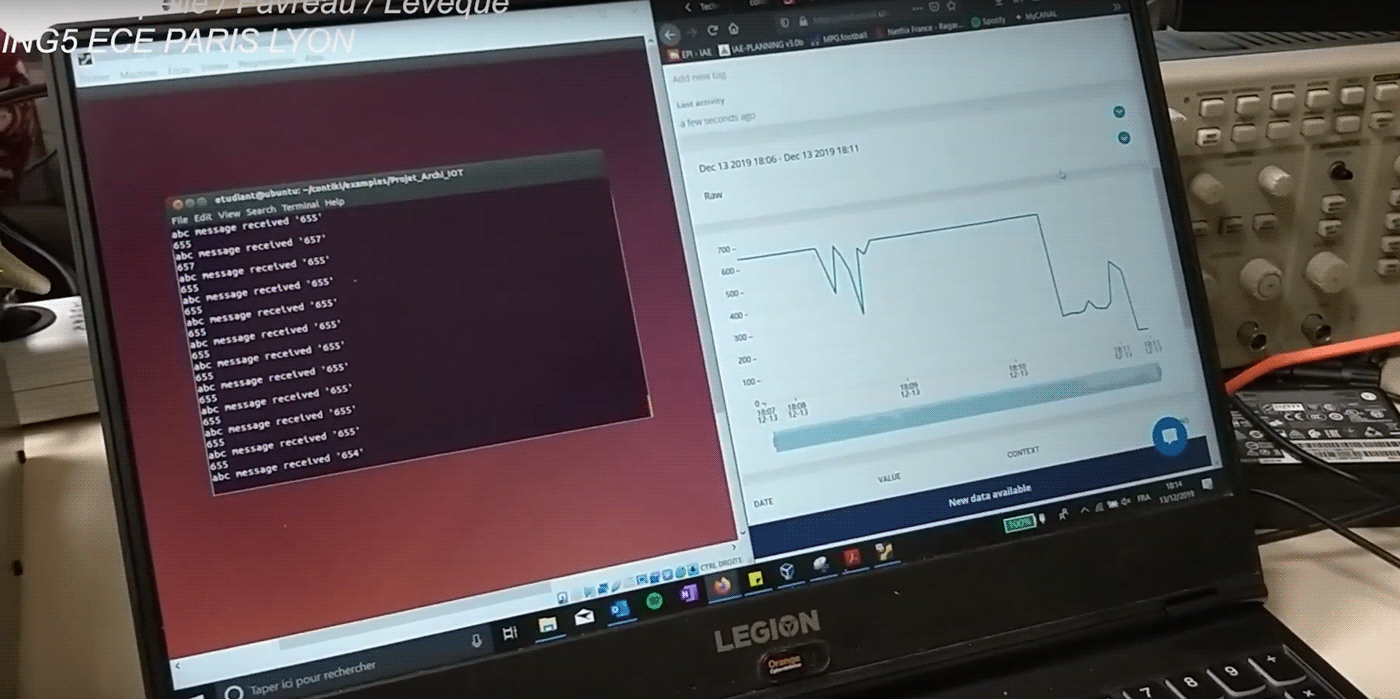 / Favreau / Leveque
ING5 ECE PARIS LYON
etudiant@ubuntu: ~/contiki/examples/Projet_Archi_IOT
File Edit View Search Terminal Help
abc message received '655'
655
abc message received '657'
657
abc message received '655'
655
abc message received '655'
655
abc message received '655'
655
abc message received '655'
655
abc message received '655'
655
abc message received '655'
655
abc message received '655'
655
abc message received '655'
655
abc message received '655'
655
abc message received '654'
CTRL DROITE
Taper ici pour rechercher
EPI - IAE
IAE-PLANNING v3.0b
MPG.football
Netflix France - Regar...
Spotify
MyCANAL
Add new tag
Last activity
a few seconds ago
Dec 13 2019 18:06 - Dec 13 2019 18:11
Raw
700
600
500
400
300
200
100
0
18:07 18:08 18:09 18:10 18:11 18:11
12-13 12-13 12-13 12-13 12-13 12-13
DATE VALUE CONTEXT
New data available
100%
FRA
18:14
13/12/2019
LEGION
Orange
Cyberdefense
7 8 9 +